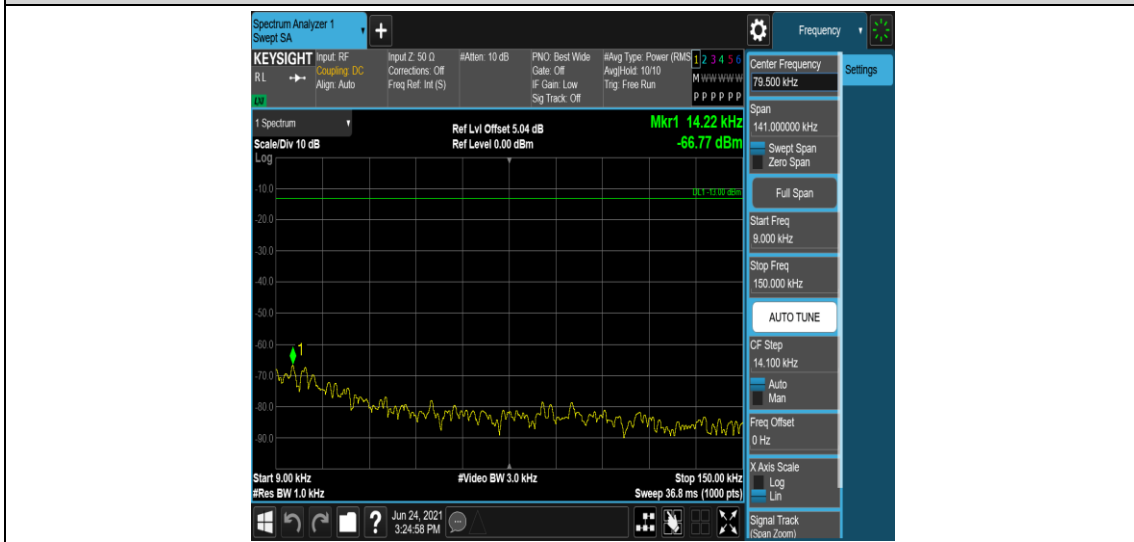 Spectrum Analyzer 1
Swept SA
+
Frequency
KEYSIGHT
RL
Input: RF
Coupling: DC
Align: Auto
Input Z: 50 Ω
Corrections: Off
Freq Ref: Int (S)
#Atten: 10 dB
PNO: Best Wide
Gate: Off
IF Gain: Low
Sig Track: Off
#Avg Type: Power (RMS
Avg|Hold: 10/10
Trig: Free Run
1 2 3 4 5 6
M W W W W W
P P P P P P
1 Spectrum
Scale/Div 10 dB
Log
Ref Lvl Offset 5.04 dB
Ref Level 0.00 dBm
Mkr1 14.22 kHz
-66.77 dBm
DL1 -13.00 dBm
-10.0
-20.0
-30.0
-40.0
-50.0
-60.0
1
-70.0
-80.0
-90.0
Start 9.00 kHz
#Res BW 1.0 kHz
#Video BW 3.0 kHz
Stop 150.00 kHz
Sweep 36.8 ms (1000 pts)
?
Jun 24, 2021
3:24:58 PM
Center Frequency
79.500 kHz
Settings
Span
141.000000 kHz
Swept Span
Zero Span
Full Span
Start Freq
9.000 kHz
Stop Freq
150.000 kHz
AUTO TUNE
CF Step
14.100 kHz
Auto
Man
Freq Offset
0 Hz
X Axis Scale
Log
Lin
Signal Track
(Span Zoom)